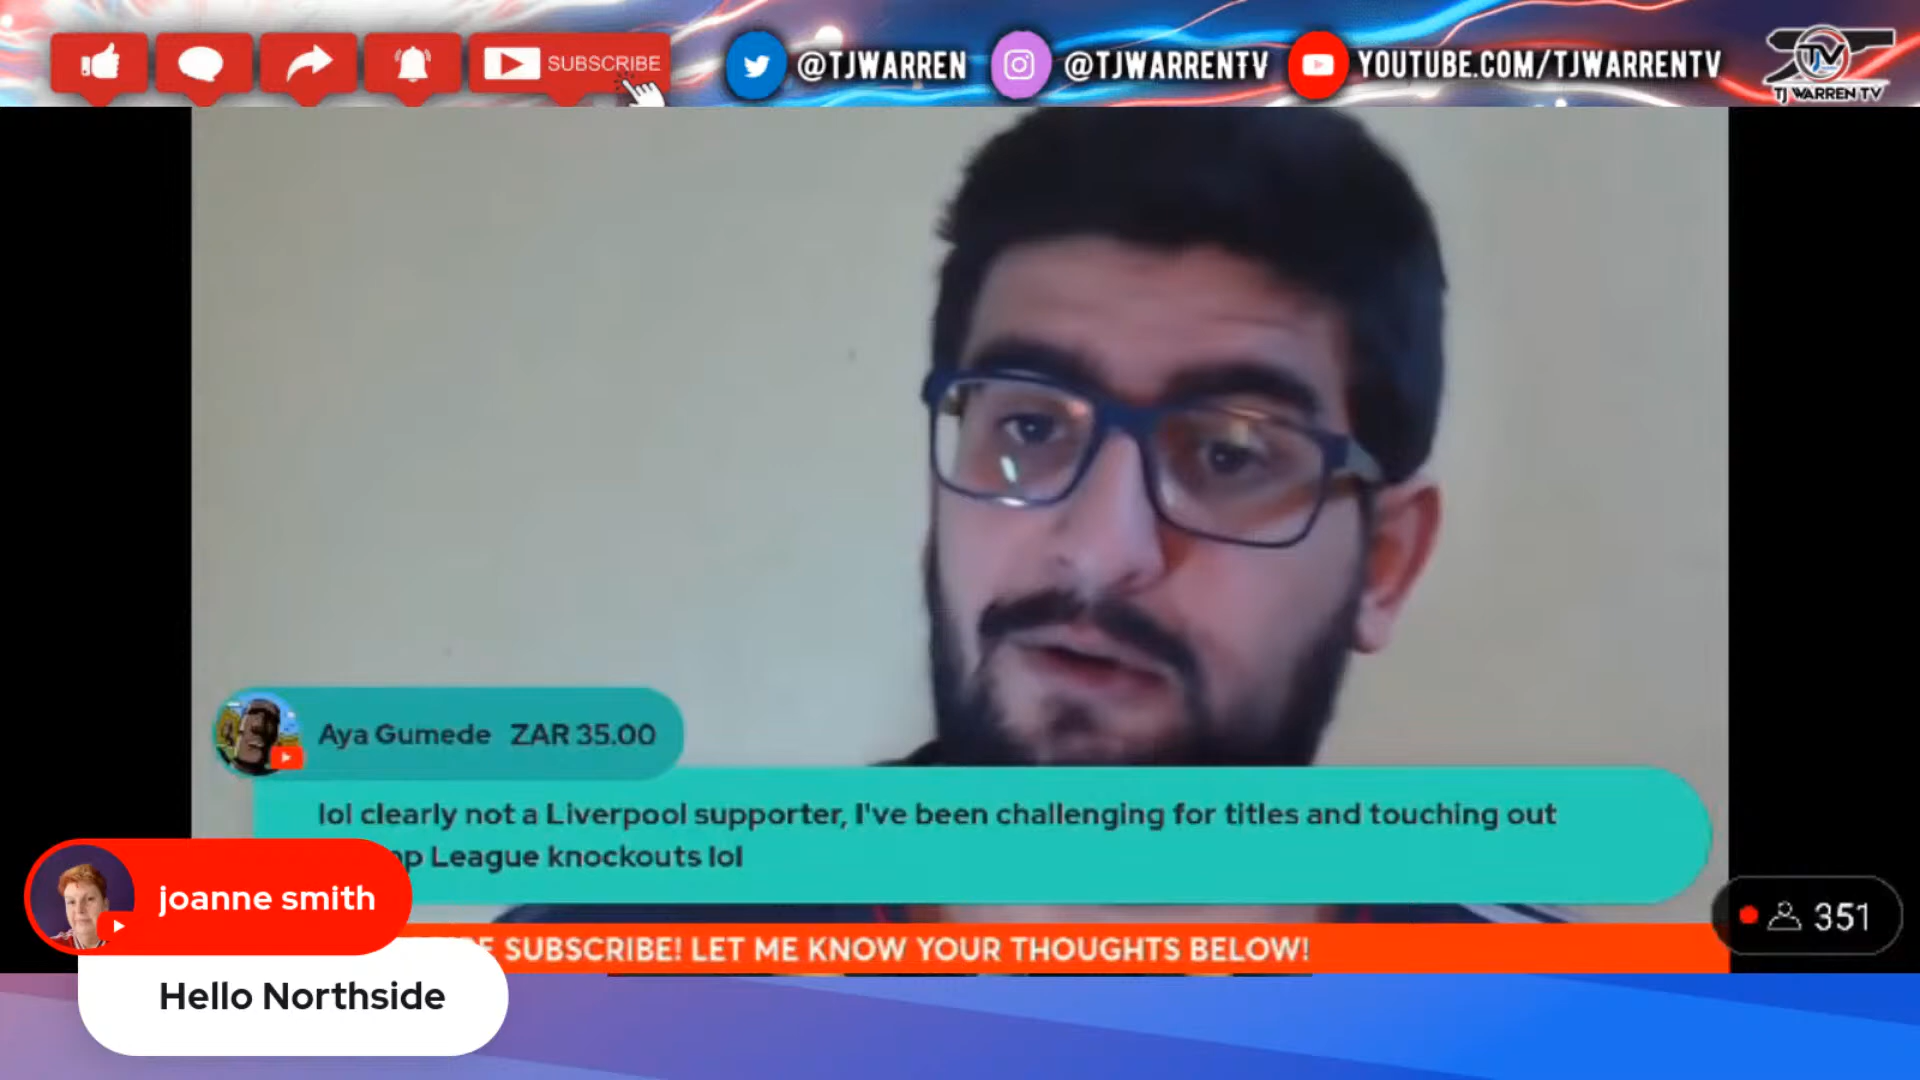 SUBSCRIBE
@TJWARREN
@TJWARRENTV
YOUTUBE.COM/TJWARRENTV
TJ WARREN TV
Aya Gumede ZAR 35.00
lol clearly not a Liverpool supporter, I've been challenging for titles and touching out
League knockouts lol
joanne smith
351
SUBSCRIBE! LET ME KNOW YOUR THOUGHTS BELOW!
Hello Northside